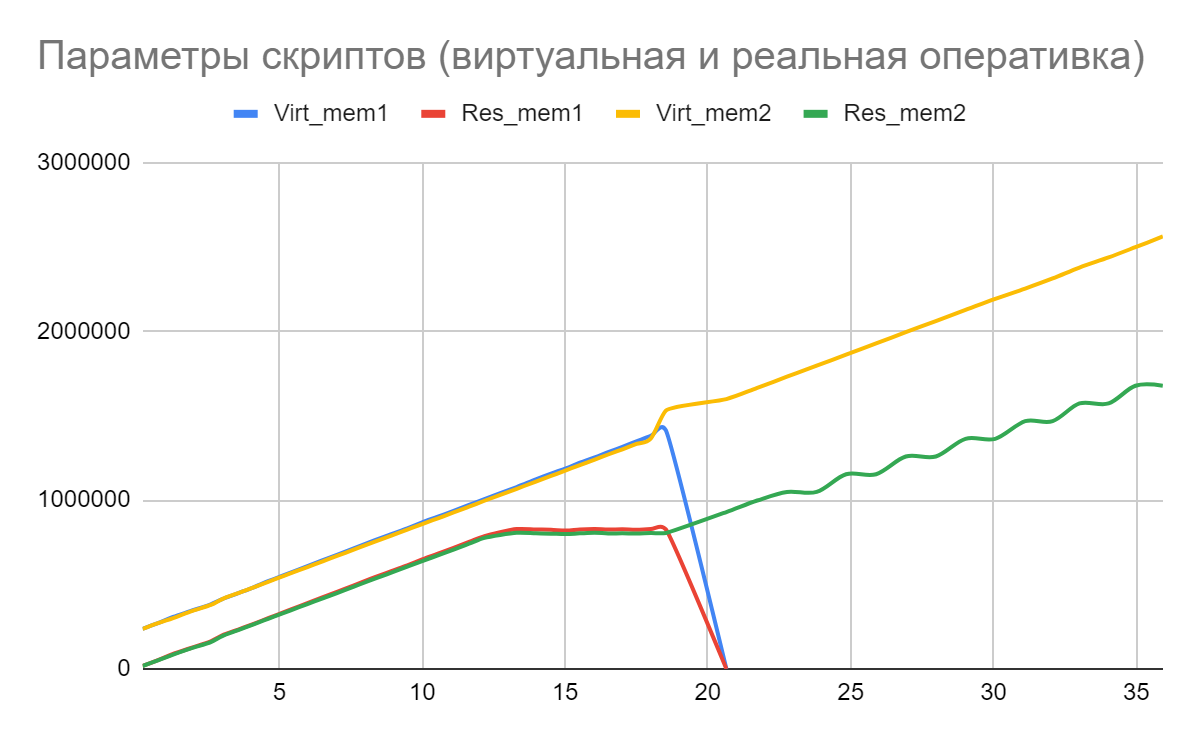 Параметры скриптов (виртуальная и реальная оперативка)
Virt_mem1 Res_mem1 Virt_mem2 Res_mem2
3000000
2000000
1000000
0
5 10 15 20 25 30 35